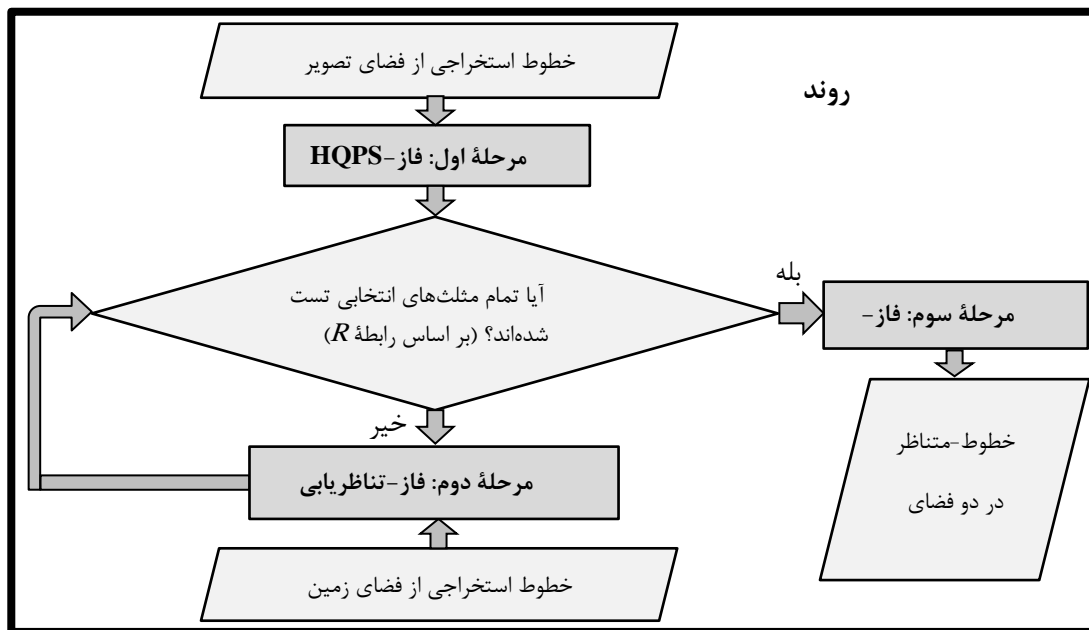 خطوط استخراجی از فضای تصویر
روند
مرحلهٔ اول: فاز-HQPS
آیا تمام مثلث‌های انتخابی تست
شده‌اند؟ (بر اساس رابطهٔ R)
بله
مرحلهٔ سوم: فاز-
خیر
خطوط-متناظر
در دو فضای
مرحلهٔ دوم: فاز-تناظریابی
خطوط استخراجی از فضای زمین